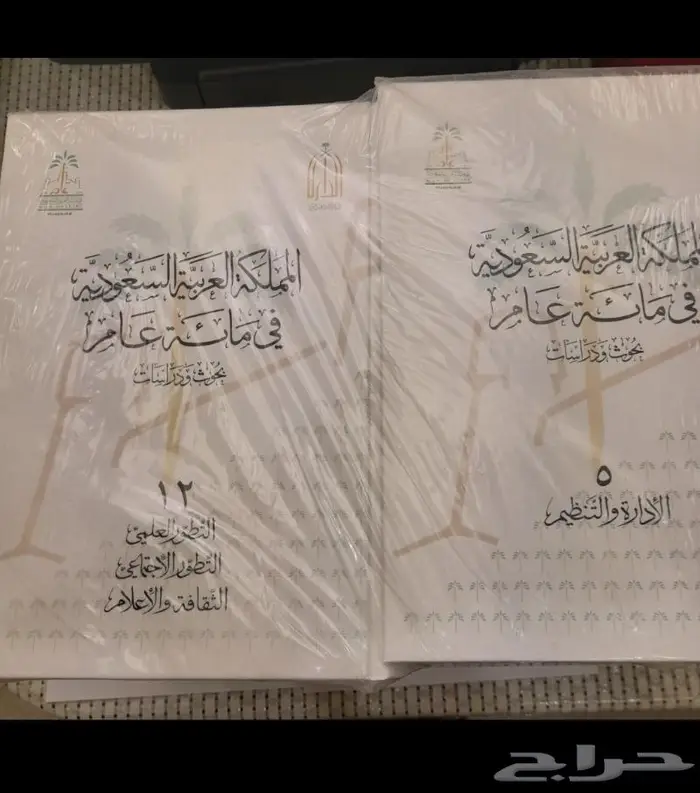 المملكة العربية السعودية
في مائة عام
بحوث ودراسات
٥
الإدارة والتنظيم
المملكة العربية السعودية
في مائة عام
بحوث ودراسات
١٢
التطور العلمي
التطور الاجتماعي
الثقافة والإعلام
حراج